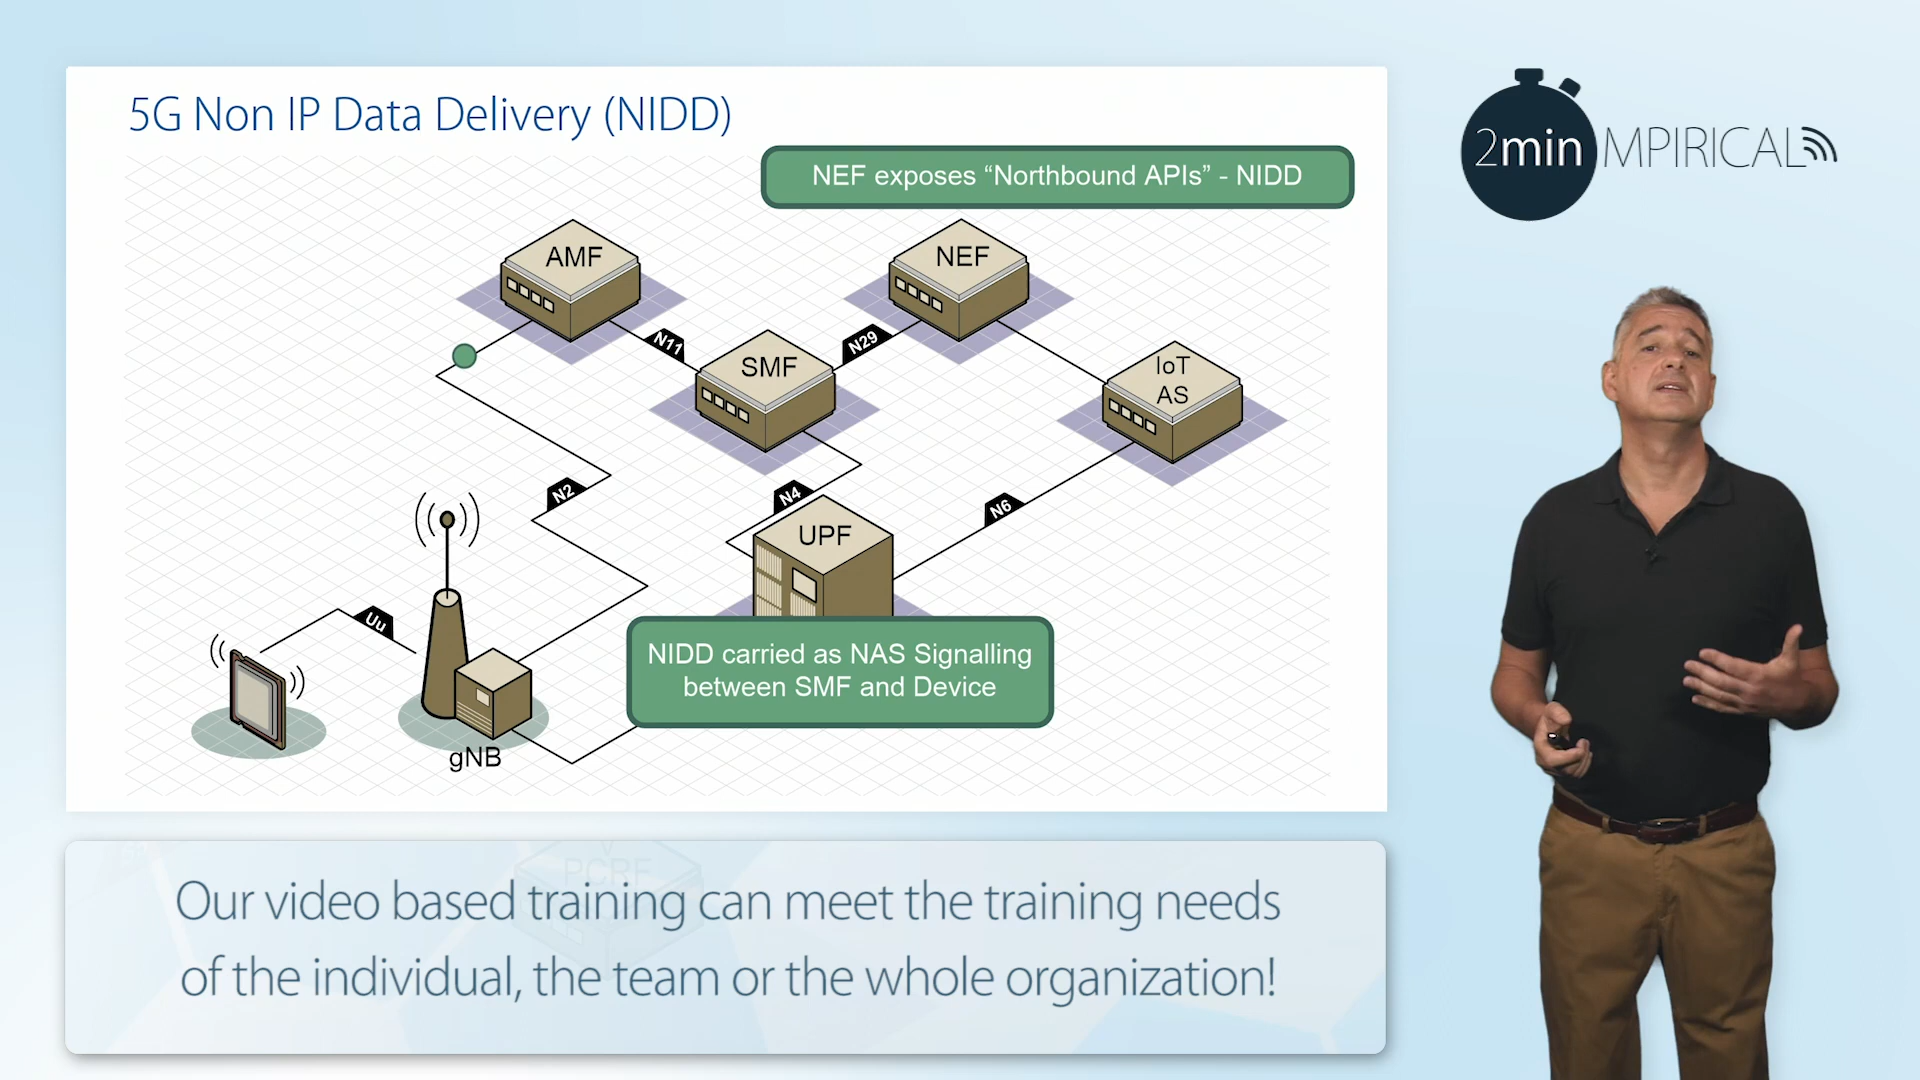 5G Non IP Data Delivery (NIDD)
NEF exposes “Northbound APIs” - NIDD
2min MPIRICAL
AMF
NEF
N11
N29
SMF
IoT
AS
N2
N4
N6
UPF
Uu
NIDD carried as NAS Signalling
between SMF and Device
gNB
PCRF
Our video based training can meet the training needs
of the individual, the team or the whole organization!